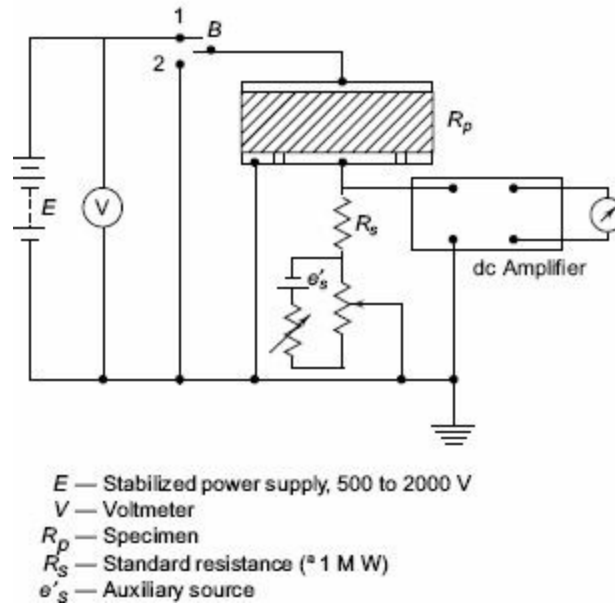 1
B
2
R_p
E
V
R_s
e'_s
dc Amplifier
E — Stabilized power supply, 500 to 2000 V
V — Voltmeter
R_p — Specimen
R_s — Standard resistance (ª 1 M W)
e'_s — Auxiliary source